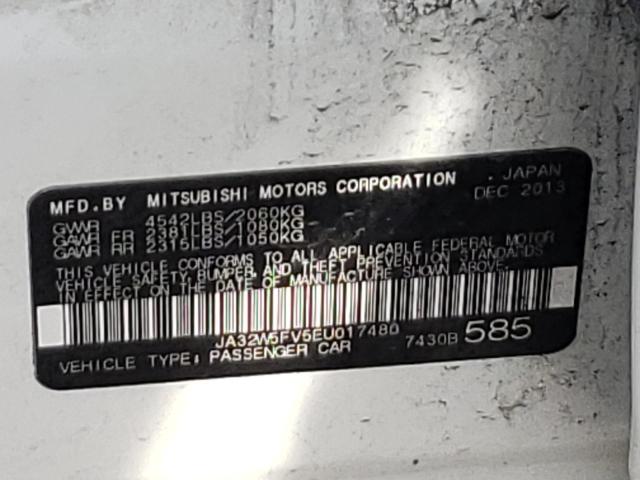 MFD. BY MITSUBISHI MOTORS CORPORATION . JAPAN
DEC 2013
GVWR 4542LBS/2060KG
GAWR FR 2381LBS/1080KG
GAWR RR 2315LBS/1050KG
THIS VEHICLE CONFORMS TO ALL APPLICABLE FEDERAL MOTOR
VEHICLE SAFETY, BUMPER, AND THEFT PREVENTION STANDARDS
IN EFFECT ON THE DATE OF MANUFACTURE SHOWN ABOVE.
JA32W5FV5EU017480 7430B 585
VEHICLE TYPE: PASSENGER CAR